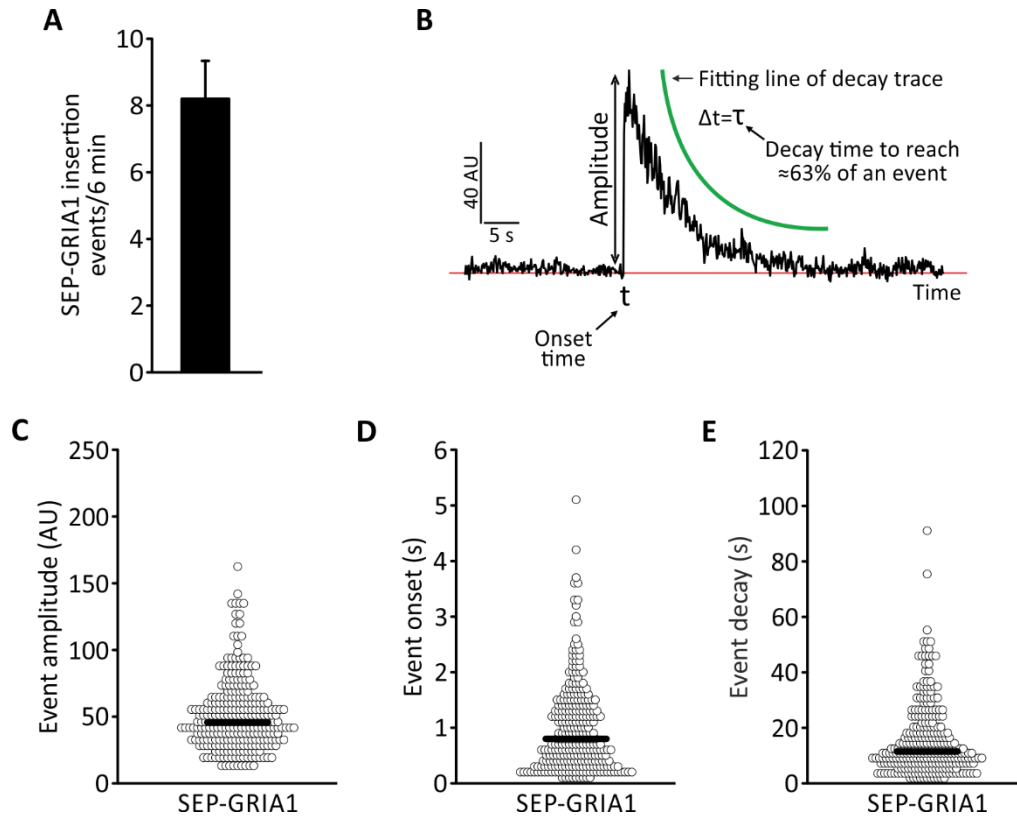 A
SEP-GRIA1 insertion
events/6 min
10
8
6
4
2
0
B
Fitting line of decay trace
Δt=τ
Decay time to reach
≈63% of an event
Amplitude
40 AU
5 s
t
Time
Onset
time
C
Event amplitude (AU)
250
200
150
100
50
0
SEP-GRIA1
D
Event onset (s)
6
5
4
3
2
1
0
SEP-GRIA1
E
Event decay (s)
120
100
80
60
40
20
0
SEP-GRIA1